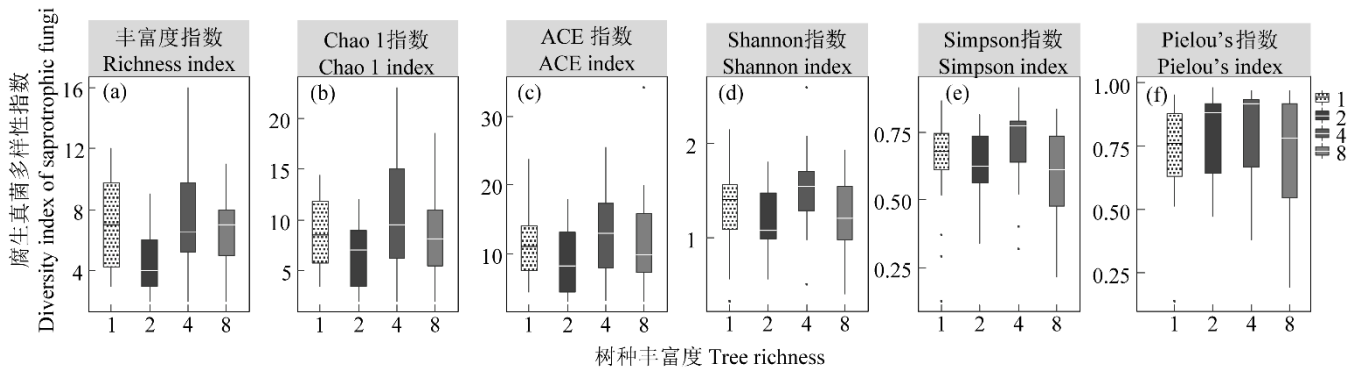 腐生真菌多样性指数
Diversity index of saprotrophic fungi
丰富度指数
Richness index
(a)
16
12
8
4
1 2 4 8
Chao 1指数
Chao 1 index
(b)
20
15
10
5
1 2 4 8
ACE 指数
ACE index
(c)
35
30
20
10
1 2 4 8
Shannon指数
Shannon index
(d)
2
1
1 2 4 8
Simpson指数
Simpson index
(e)
0.75
0.50
0.25
1 2 4 8
Pielou’s指数
Pielou’s index
(f)
1.00
0.75
0.50
0.25
1 2 4 8
1
2
4
8
树种丰富度 Tree richness